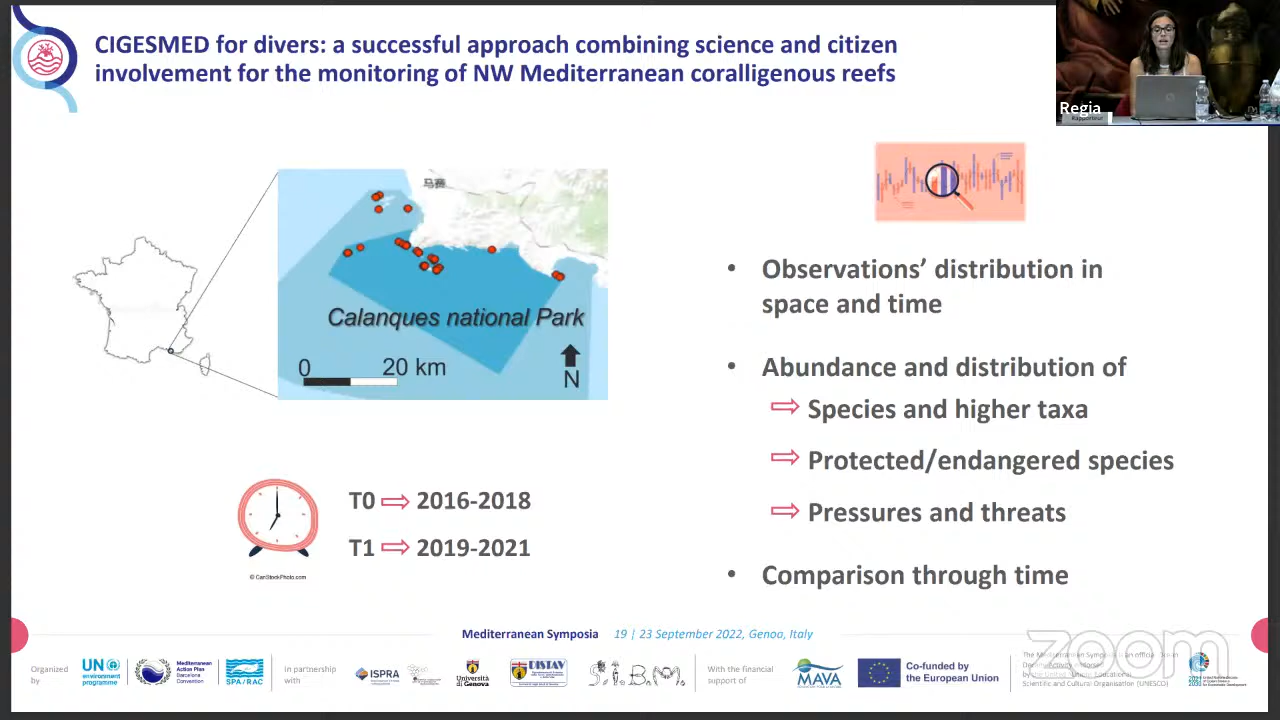 CIGESMED for divers: a successful approach combining science and citizen
involvement for the monitoring of NW Mediterranean coralligenous reefs
Regia
马赛
Calanques national Park
0 20 km
N
• Observations’ distribution in
space and time
• Abundance and distribution of
⇨ Species and higher taxa
⇨ Protected/endangered species
⇨ Pressures and threats
• Comparison through time
T0 ⇨ 2016-2018
T1 ⇨ 2019-2021
© CanStockPhoto.com
Mediterranean Symposia 19 | 23 September 2022, Genoa, Italy
zoom
Organized
by
UN
environment
programme
Mediterranean
Action Plan
Barcelona
Convention
SPA/RAC
In partnership
with
ISPRA
Università
di Genova
DISTAV
S.I.B.M.
With the financial
support of
MAVA
Co-funded by
the European Union
Scientific and Cultural Organisation (UNESCO)